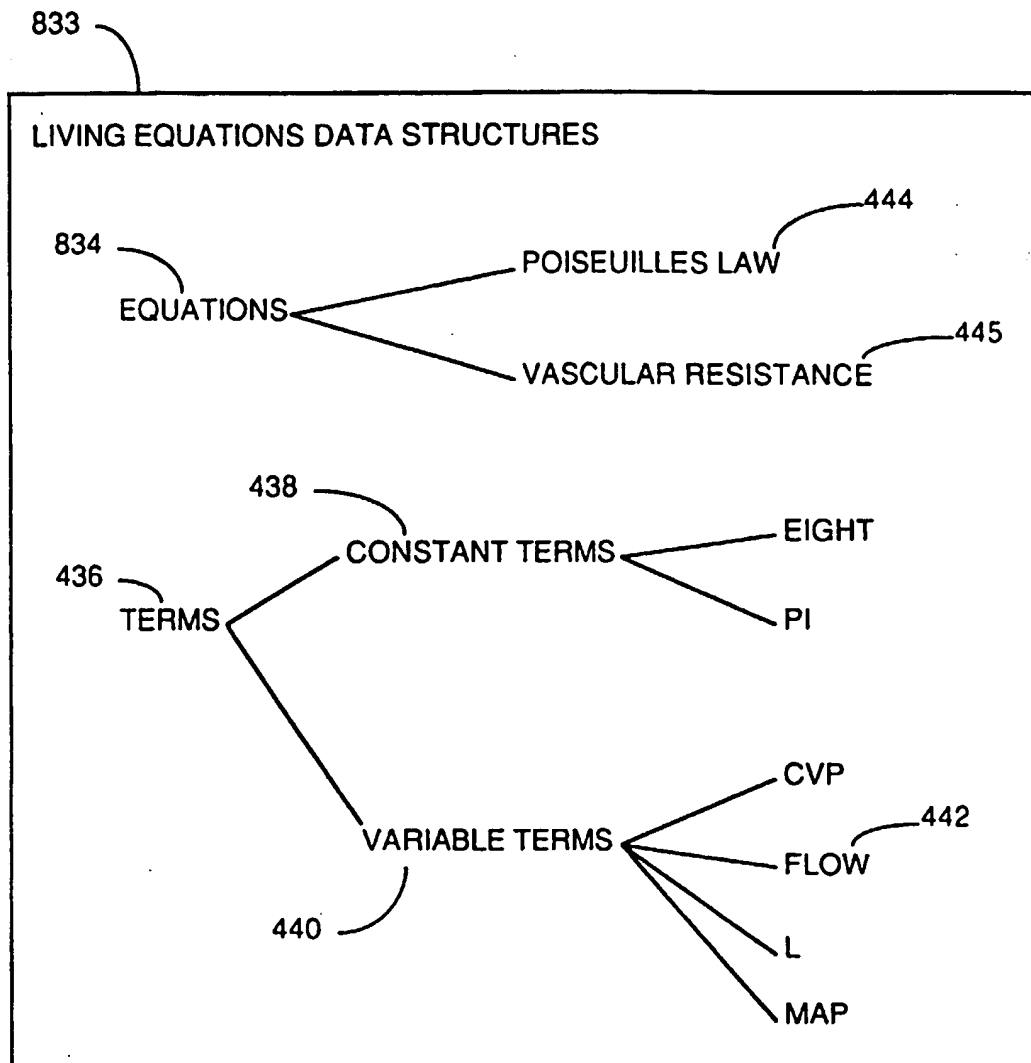 833
LIVING EQUATIONS DATA STRUCTURES
444
834
POISEUILLES LAW
EQUATIONS
445
VASCULAR RESISTANCE
438
EIGHT
CONSTANT TERMS
436
TERMS
PI
CVP
442
VARIABLE TERMS
FLOW
440
L
MAP